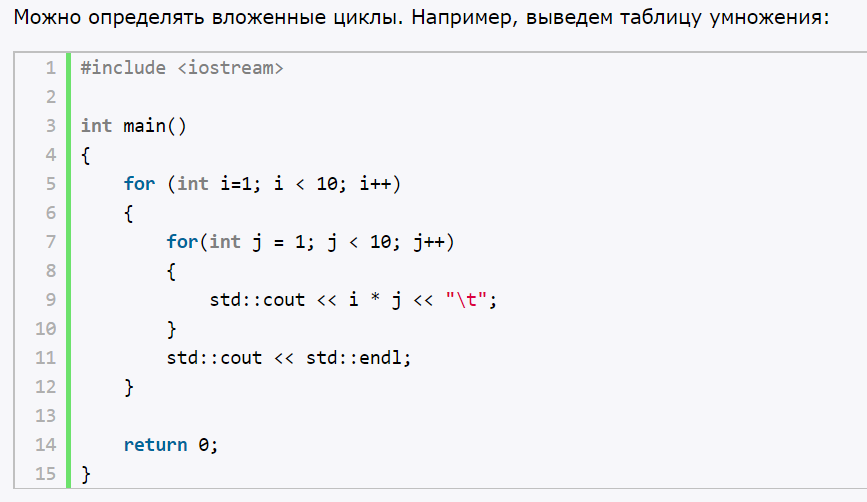 Можно определять вложенные циклы. Например, выведем таблицу умножения:
1 #include <iostream>
2
3 int main()
4 {
5     for (int i=1; i < 10; i++)
6     {
7         for(int j = 1; j < 10; j++)
8         {
9             std::cout << i * j << "\t";
10         }
11         std::cout << std::endl;
12     }
13
14     return 0;
15 }